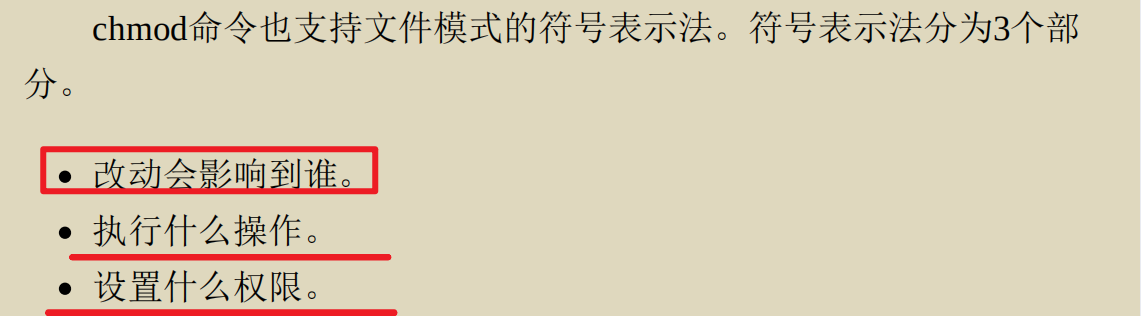 chmod命令也支持文件模式的符号表示法。符号表示法分为3个部
分。
• 改动会影响到谁。
• 执行什么操作。
• 设置什么权限。